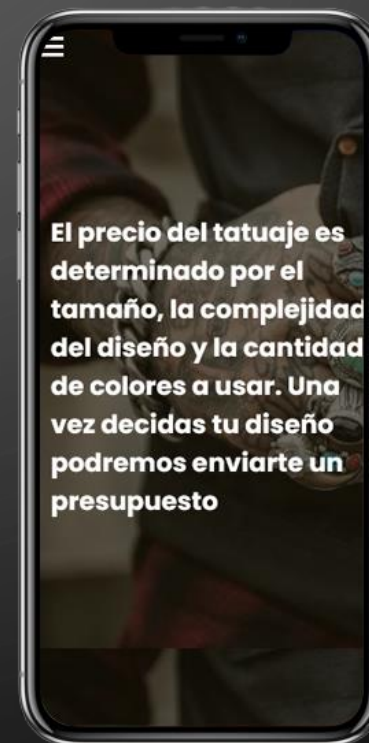 El precio del tatuaje es
determinado por el
tamaño, la complejidad
del diseño y la cantidad
de colores a usar. Una
vez decidas tu diseño
podremos enviarte un
presupuesto